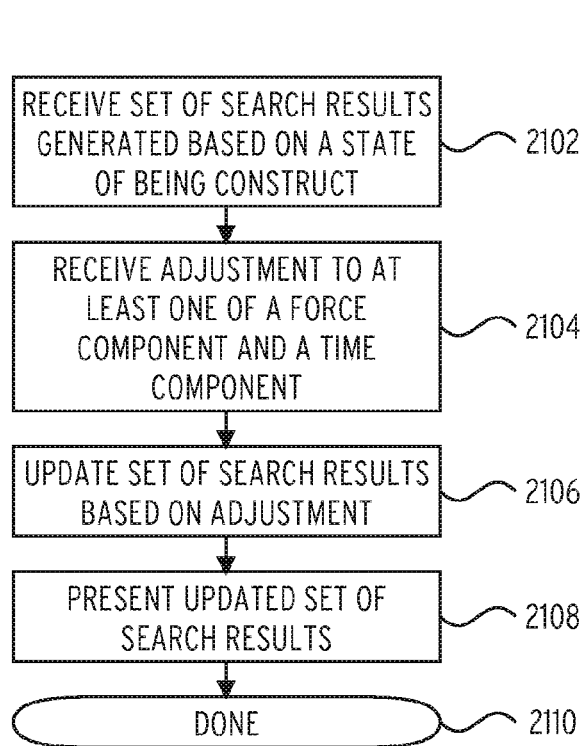 RECEIVE SET OF SEARCH RESULTS
GENERATED BASED ON A STATE
OF BEING CONSTRUCT
2102
RECEIVE ADJUSTMENT TO AT
LEAST ONE OF A FORCE
COMPONENT AND A TIME
COMPONENT
2104
UPDATE SET OF SEARCH RESULTS
BASED ON ADJUSTMENT
2106
PRESENT UPDATED SET OF
SEARCH RESULTS
2108
DONE
2110